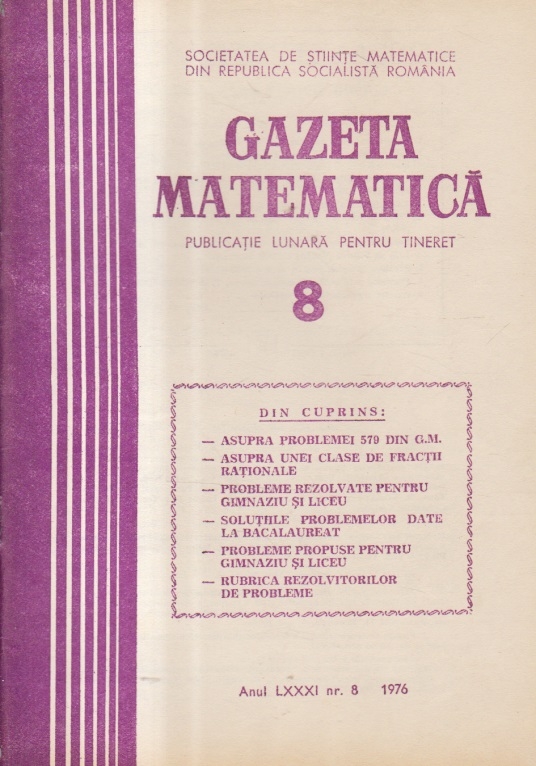 SOCIETATEA DE ȘTIINȚE MATEMATICE
DIN REPUBLICA SOCIALISTĂ ROMÂNIA
GAZETA
MATEMATICĂ
PUBLICAȚIE LUNARĂ PENTRU TINERET
8
DIN CUPRINS:
— ASUPRA PROBLEMEI 579 DIN G.M.
— ASUPRA UNEI CLASE DE FRACȚII
RAȚIONALE
— PROBLEME REZOLVATE PENTRU
GIMNAZIU ȘI LICEU
— SOLUȚIILE PROBLEMELOR DATE
LA BACALAUREAT
— PROBLEME PROPUSE PENTRU
GIMNAZIU ȘI LICEU
— RUBRICA REZOLVITORILOR
DE PROBLEME
Anul LXXXI nr. 8 1976